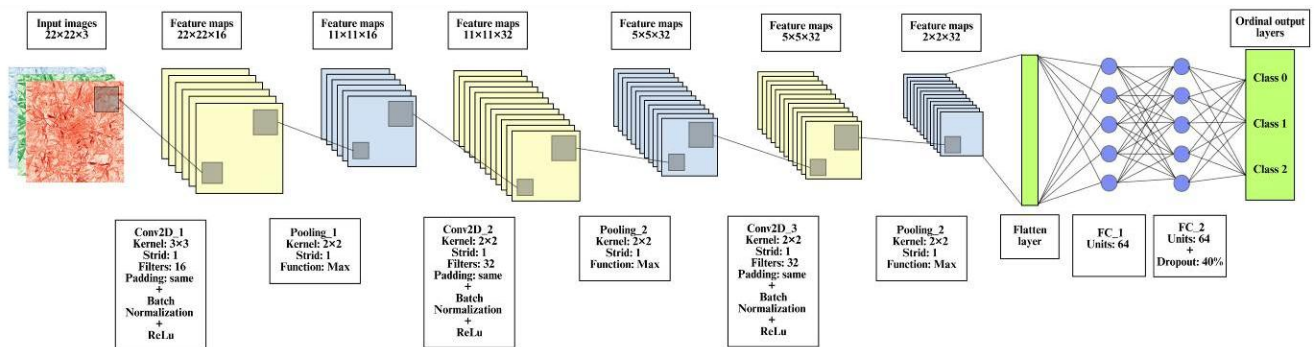 Input images
22×22×3
Feature maps
22×22×16
Feature maps
11×11×16
Feature maps
11×11×32
Feature maps
5×5×32
Feature maps
5×5×32
Feature maps
2×2×32
Ordinal output
layers
Class 0
Class 1
Class 2
Conv2D_1
Kernel: 3×3
Strid: 1
Filters: 16
Padding: same
+
Batch
Normalization
+
ReLu
Pooling_1
Kernel: 2×2
Strid: 1
Function: Max
Conv2D_2
Kernel: 2×2
Strid: 1
Filters: 32
Padding: same
+
Batch
Normalization
+
ReLu
Pooling_2
Kernel: 2×2
Strid: 1
Function: Max
Conv2D_3
Kernel: 2×2
Strid: 1
Filters: 32
Padding: same
+
Batch
Normalization
+
ReLu
Pooling_2
Kernel: 2×2
Strid: 1
Function: Max
Flatten
layer
FC_1
Units: 64
FC_2
Units: 64
+
Dropout: 40%